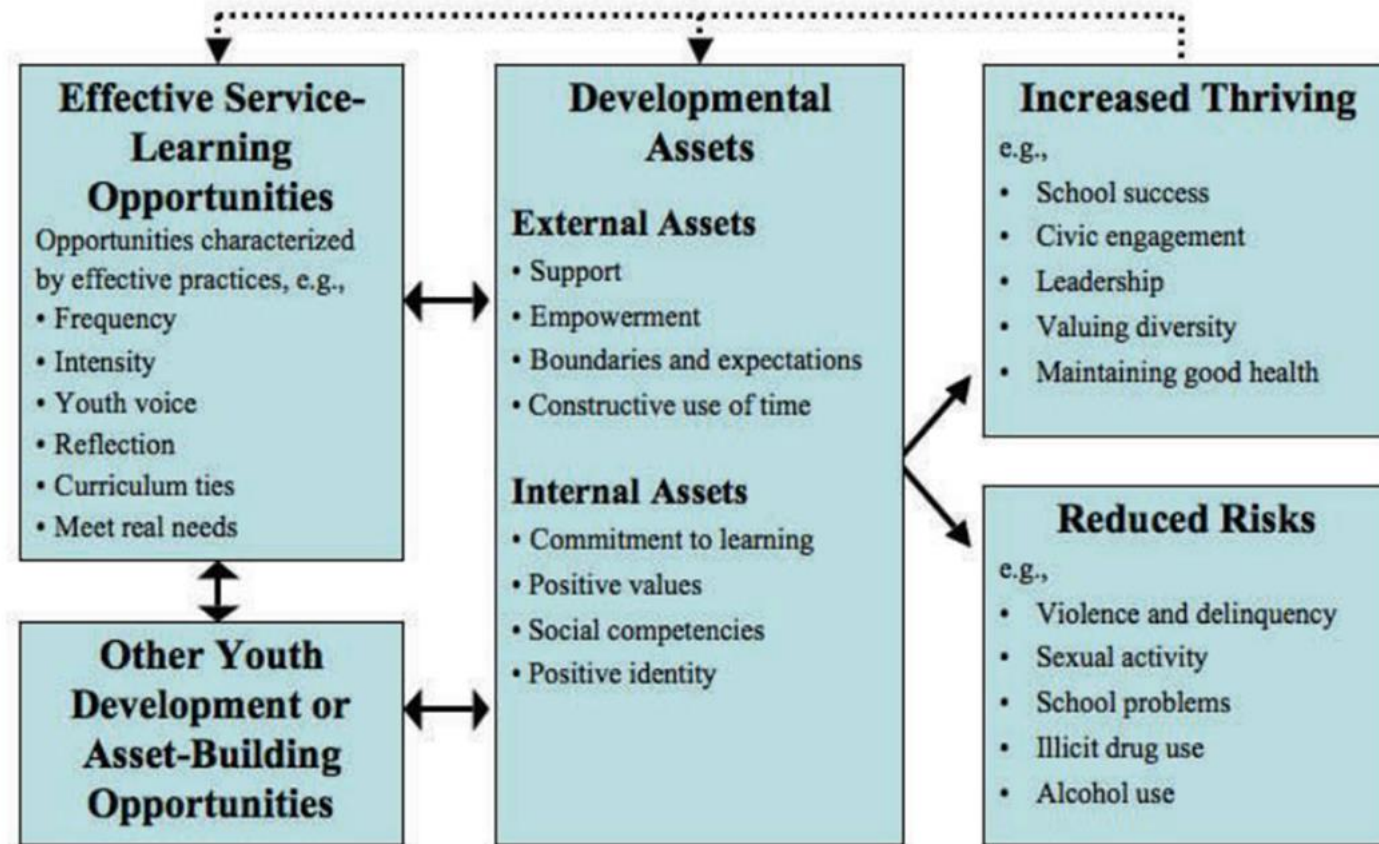 Effective Service-
Learning
Opportunities
Opportunities characterized
by effective practices, e.g.,
• Frequency
• Intensity
• Youth voice
• Reflection
• Curriculum ties
• Meet real needs
Other Youth
Development or
Asset-Building
Opportunities
Developmental
Assets
External Assets
• Support
• Empowerment
• Boundaries and expectations
• Constructive use of time
Internal Assets
• Commitment to learning
• Positive values
• Social competencies
• Positive identity
Increased Thriving
e.g.,
• School success
• Civic engagement
• Leadership
• Valuing diversity
• Maintaining good health
Reduced Risks
e.g.,
• Violence and delinquency
• Sexual activity
• School problems
• Illicit drug use
• Alcohol use